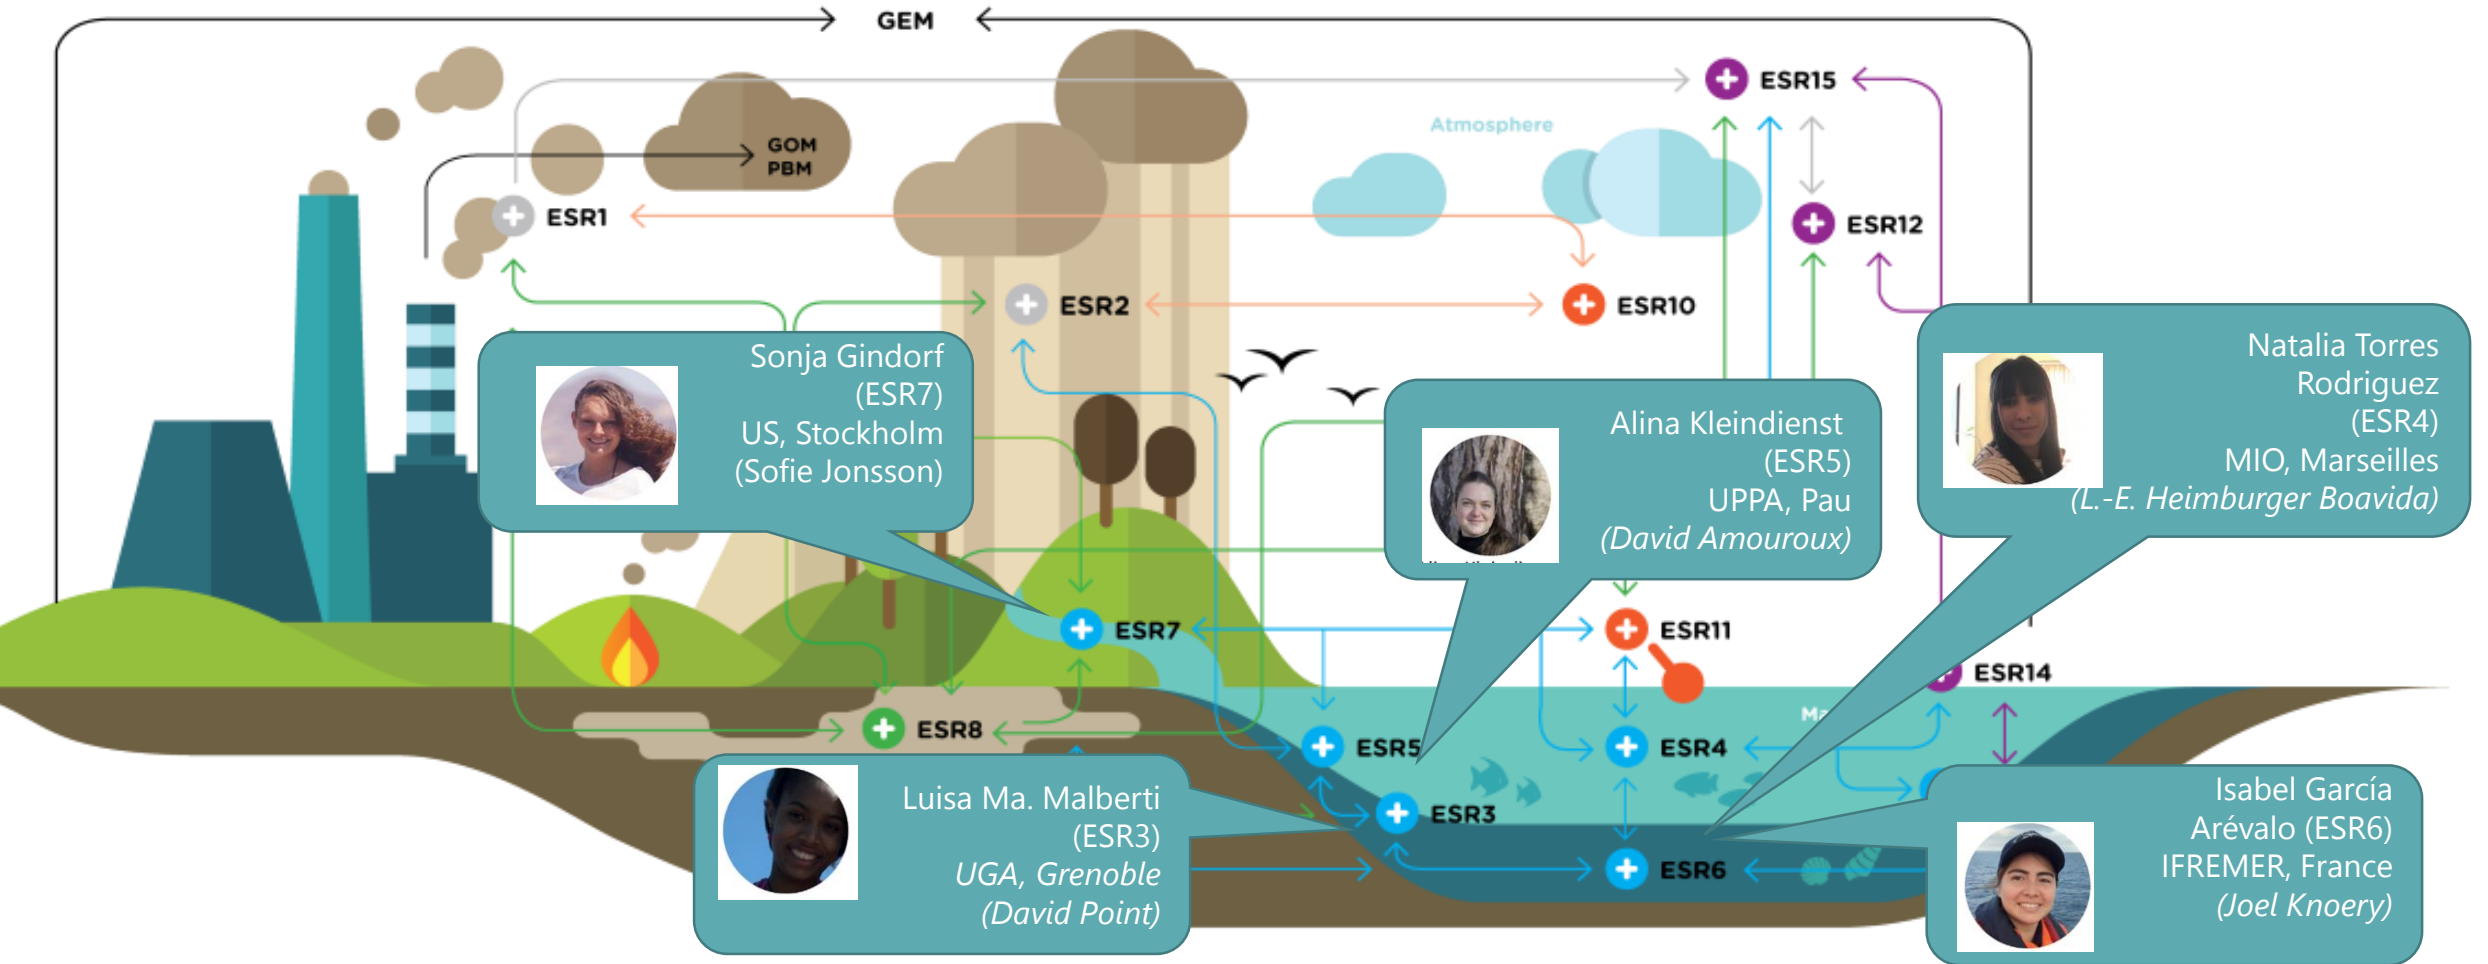 GEM
ESR15
Atmosphere
GOM
PBM
ESR1
ESR12
ESR2
ESR10
Sonja Gindorf
(ESR7)
US, Stockholm
(Sofie Jonsson)
Alina Kleindienst
(ESR5)
UPPA, Pau
(David Amouroux)
Natalia Torres
Rodriguez
(ESR4)
MIO, Marseilles
(L.-E. Heimburger Boavida)
ESR7
ESR11
ESR14
ESR8
ESR5
ESR4
ESR3
ESR6
Luisa Ma. Malberti
(ESR3)
UGA, Grenoble
(David Point)
Isabel García
Arévalo (ESR6)
IFREMER, France
(Joel Knoery)